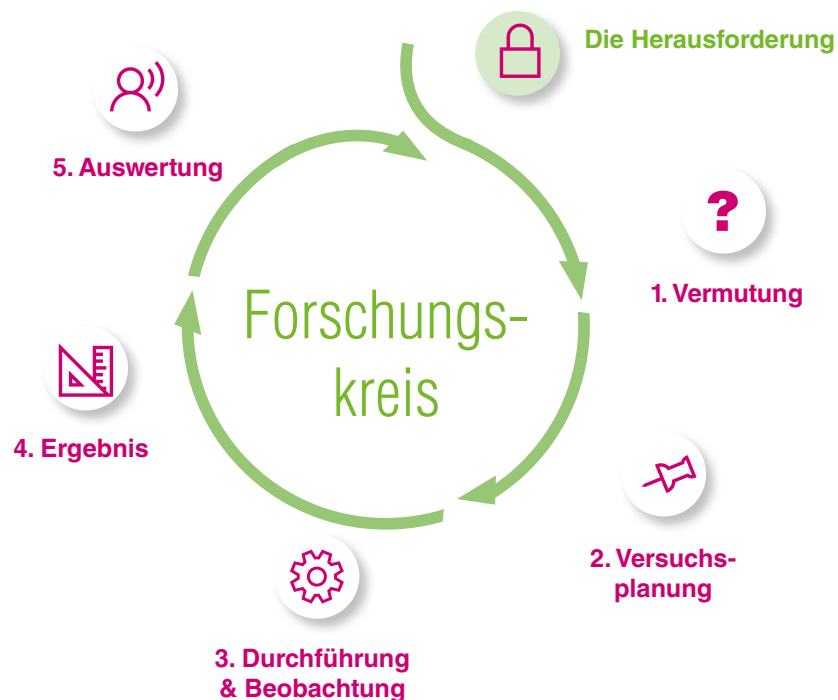 Die Herausforderung
?
1. Vermutung
2. Versuchs-
planung
3. Durchführung
& Beobachtung
4. Ergebnis
5. Auswertung
Forschungs-
kreis